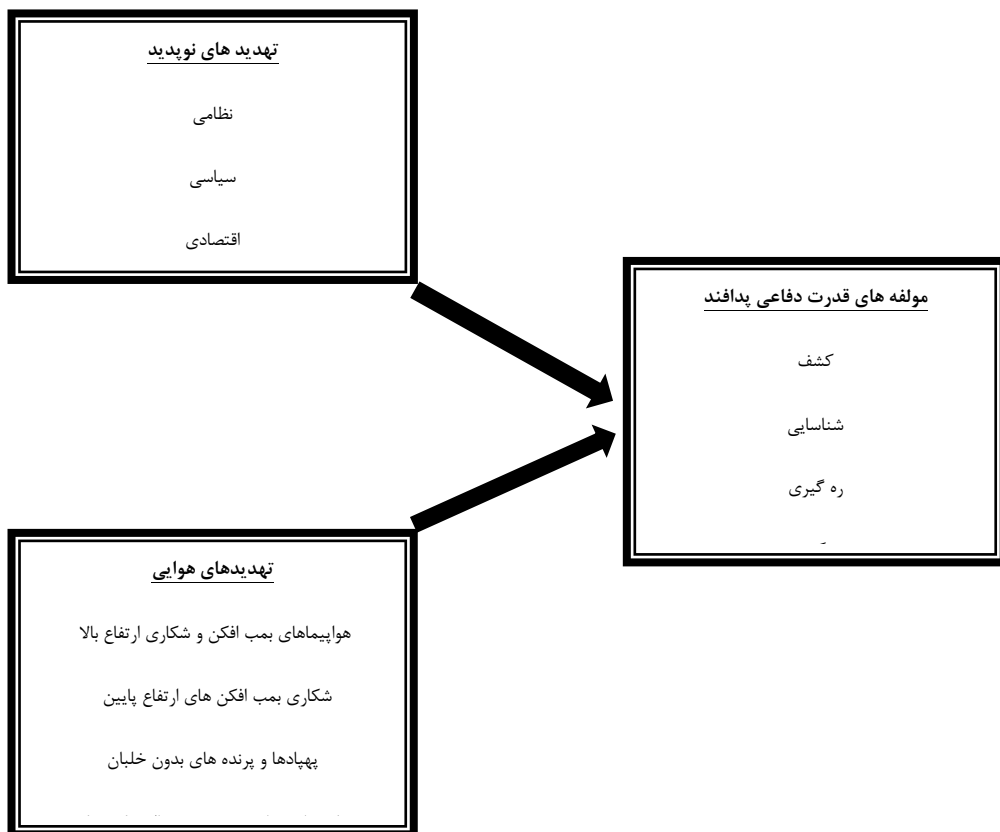 تهدید های نوپدید
نظامی
سیاسی
اقتصادی
مولفه های قدرت دفاعی پدافند
کشف
شناسایی
ره گیری
تهدیدهای هوایی
هواپیماهای بمب افکن و شکاری ارتفاع بالا
شکاری بمب افکن های ارتفاع پایین
پهپادها و پرنده های بدون خلبان